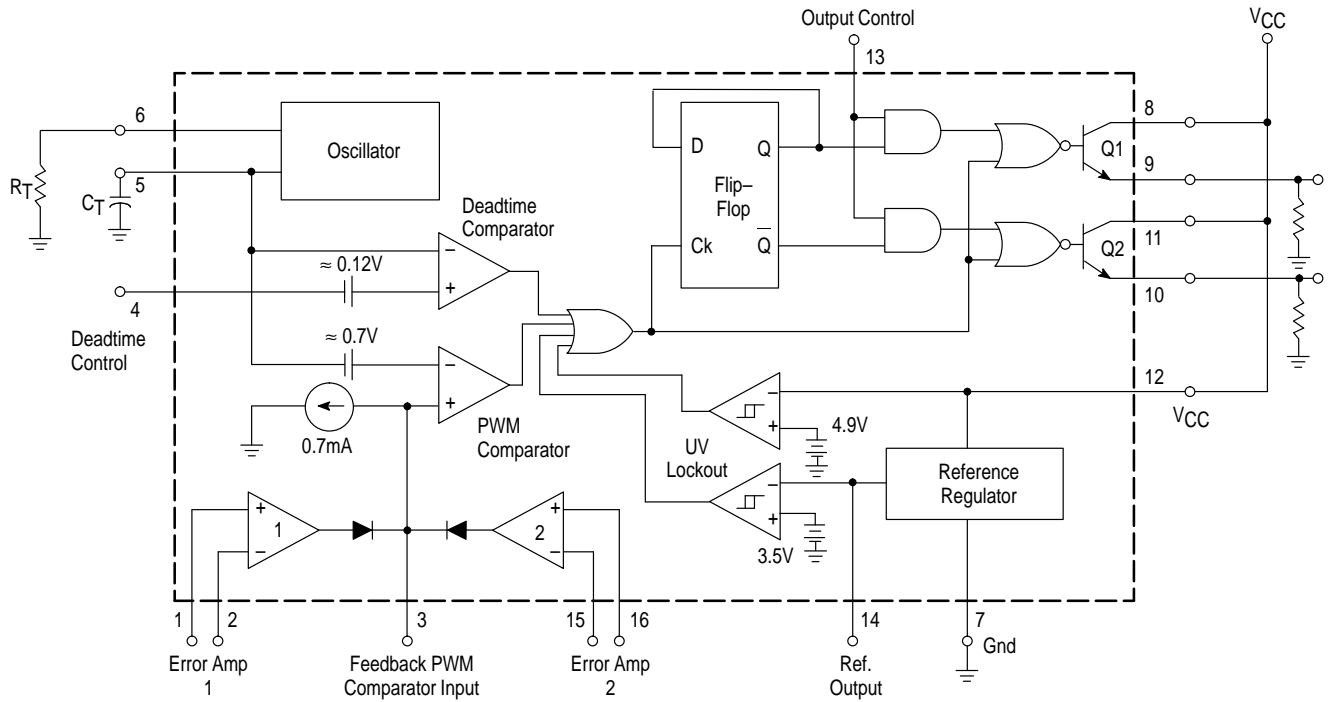 Output Control
13
VCC
6
Oscillator
RT
5
CT
D
Q
Flip–
Flop
Ck
Q
8
Q1
9
11
Q2
10
Deadtime
Comparator
≈ 0.12V
−
+
4
Deadtime
Control
≈ 0.7V
−
+
0.7mA
PWM
Comparator
UV
Lockout
−
+
4.9V
12
VCC
Reference
Regulator
−
+
3.5V
+
1
−
+
2
−
1
2
3
15
16
14
7
Error Amp
1
Feedback PWM
Comparator Input
Error Amp
2
Ref.
Output
Gnd